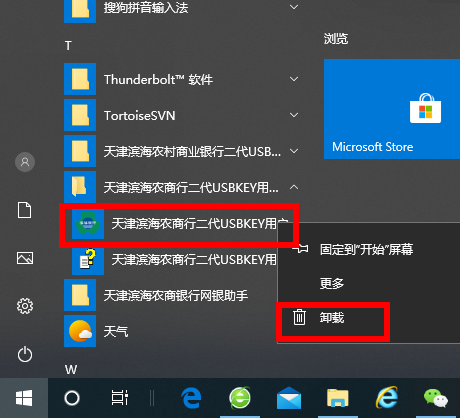 搜狗拼音输入法
T
Thunderbolt™ 软件
TortoiseSVN
天津滨海农村商业银行二代USB...
天津滨海农商行二代USBKEY用...
天津滨海农商行二代USBKEY用户
天津滨海农商行二代USBKEY用
天津滨海农商银行网银助手
天气
W
浏览
Microsoft Store
固定到"开始"屏幕
更多
卸载